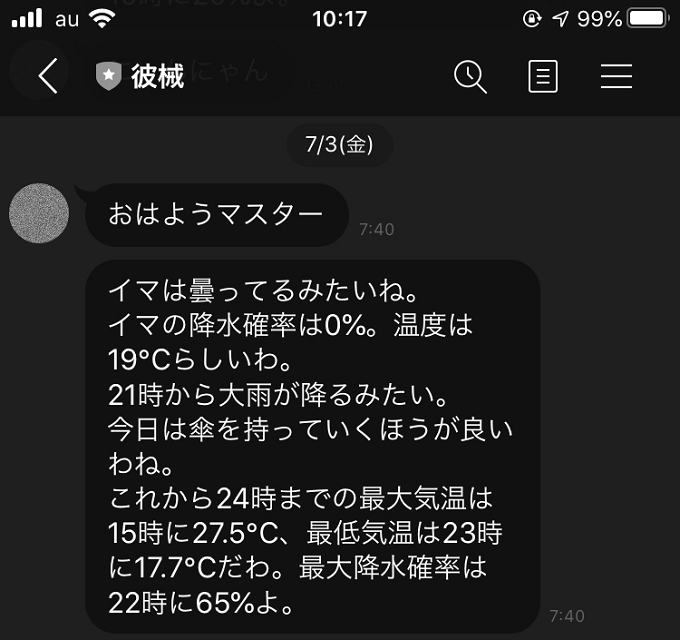 au 10:17 99%
彼械
7/3(金)
おはようマスター
7:40
イマは曇ってるみたいね。
イマの降水確率は0%。温度は
19°Cらしいわ。
21時から大雨が降るみたい。
今日は傘を持っていくほうが良い
わね。
これから24時までの最大気温は
15時に27.5°C、最低気温は23時
に17.7°Cだわ。最大降水確率は
22時に65%よ。
7:40